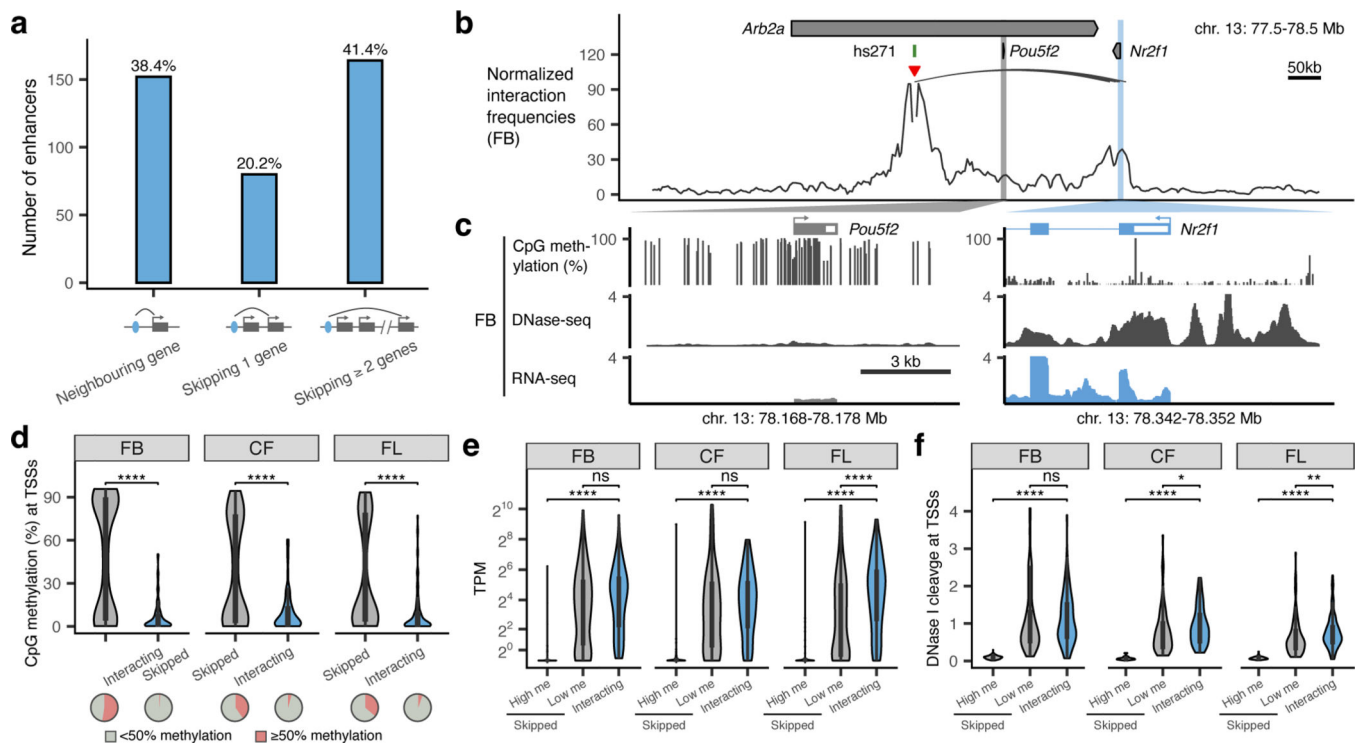 a
Number of enhancers
150
100
50
0
38.4%
20.2%
41.4%
Neighbouring gene
Skipping 1 gene
Skipping ≥ 2 genes
b
Arb2a
chr. 13: 77.5-78.5 Mb
hs271
Pou5f2
Nr2f1
50kb
Normalized
interaction
frequencies
(FB)
120
90
60
30
0
c
FB
CpG meth-
ylation (%)
100
Pou5f2
100
Nr2f1
DNase-seq
4
4
RNA-seq
4
3 kb
4
chr. 13: 78.168-78.178 Mb
chr. 13: 78.342-78.352 Mb
d
FB
CF
FL
****
****
****
CpG methylation (%) at TSSs
90
60
30
0
Interacting
Skipped
Skipped
Interacting
Skipped
Interacting
<50% methylation
≥50% methylation
e
FB
CF
FL
ns
ns
****
****
****
****
TPM
2^10
2^8
2^6
2^4
2^2
2^0
High me
Low me
Interacting
High me
Low me
Interacting
High me
Low me
Interacting
Skipped
Skipped
Skipped
f
FB
CF
FL
ns
*
**
****
****
****
DNase I cleavge at TSSs
4
3
2
1
0
High me
Low me
Interacting
High me
Low me
Interacting
High me
Low me
Interacting
Skipped
Skipped
Skipped